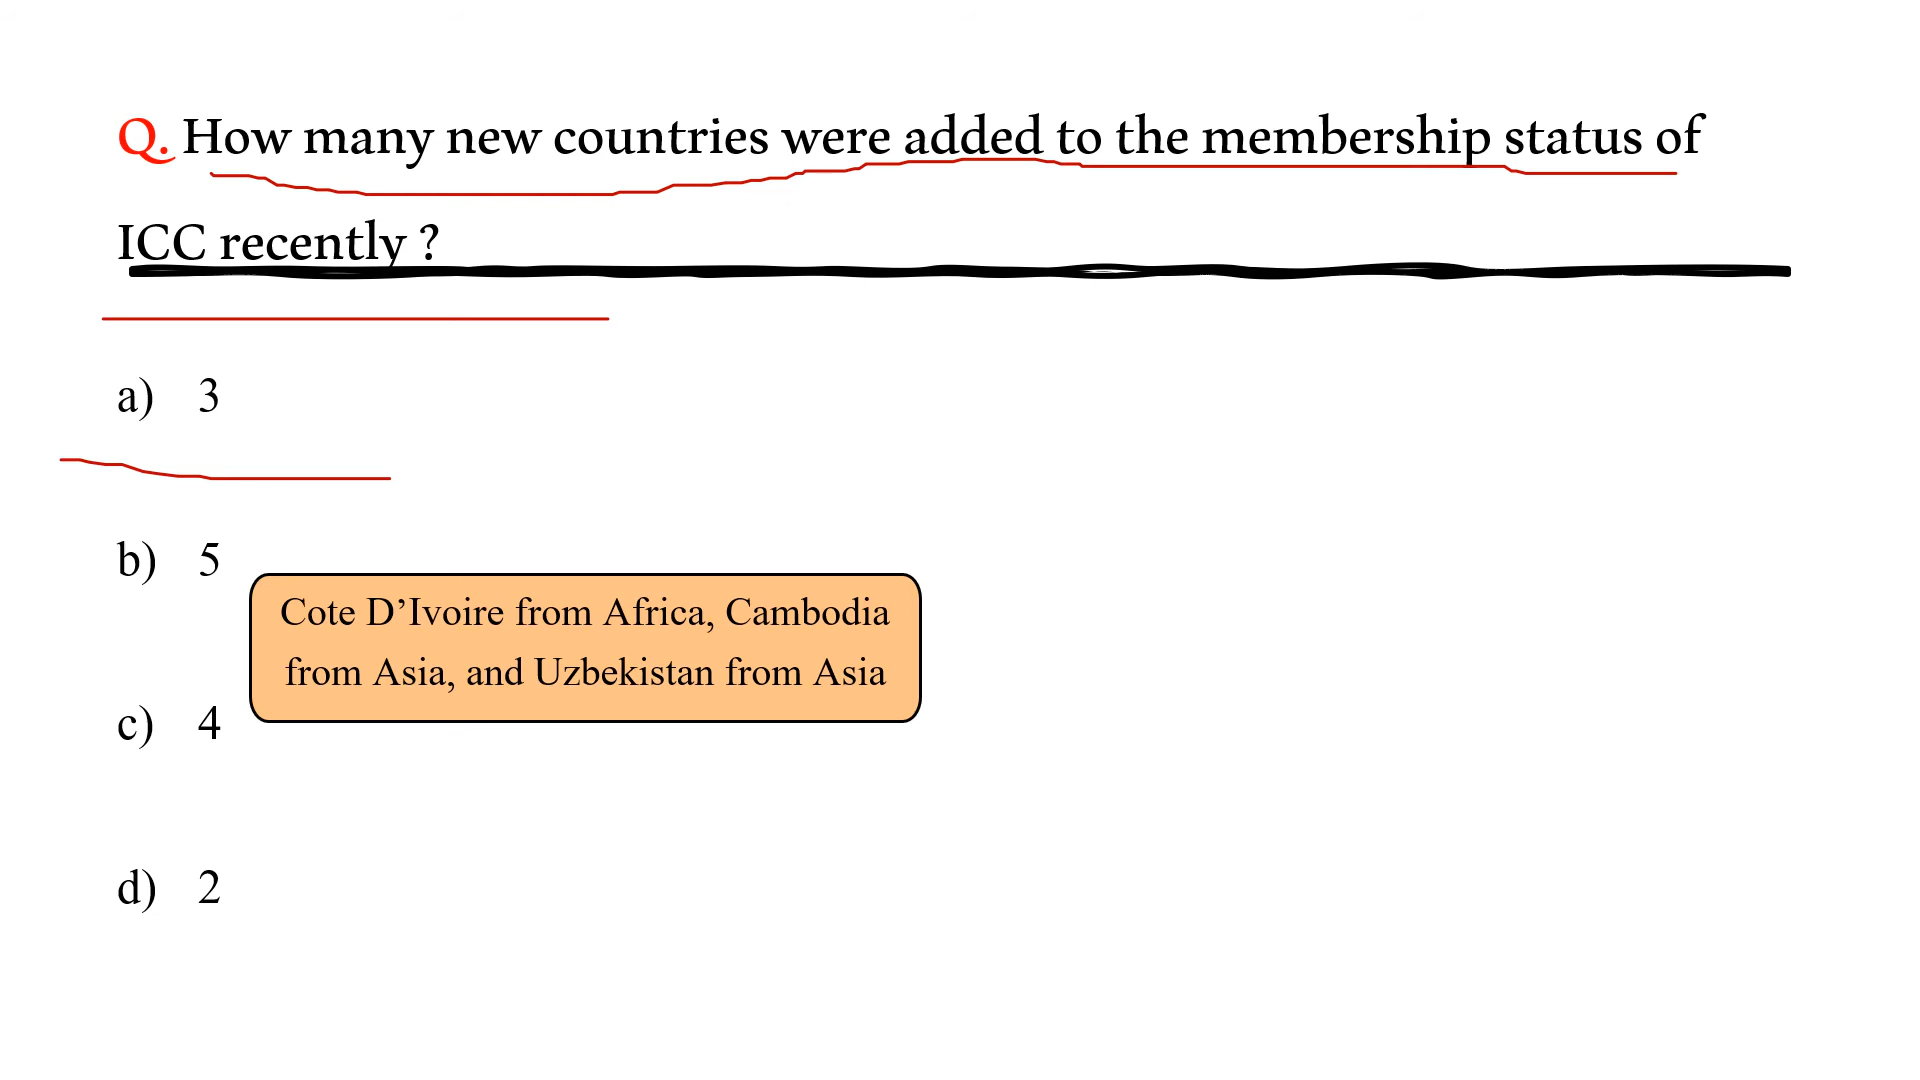 Q. How many new countries were added to the membership status of
ICC recently ?
a) 3
b) 5
Cote D’Ivoire from Africa, Cambodia
from Asia, and Uzbekistan from Asia
c) 4
d) 2